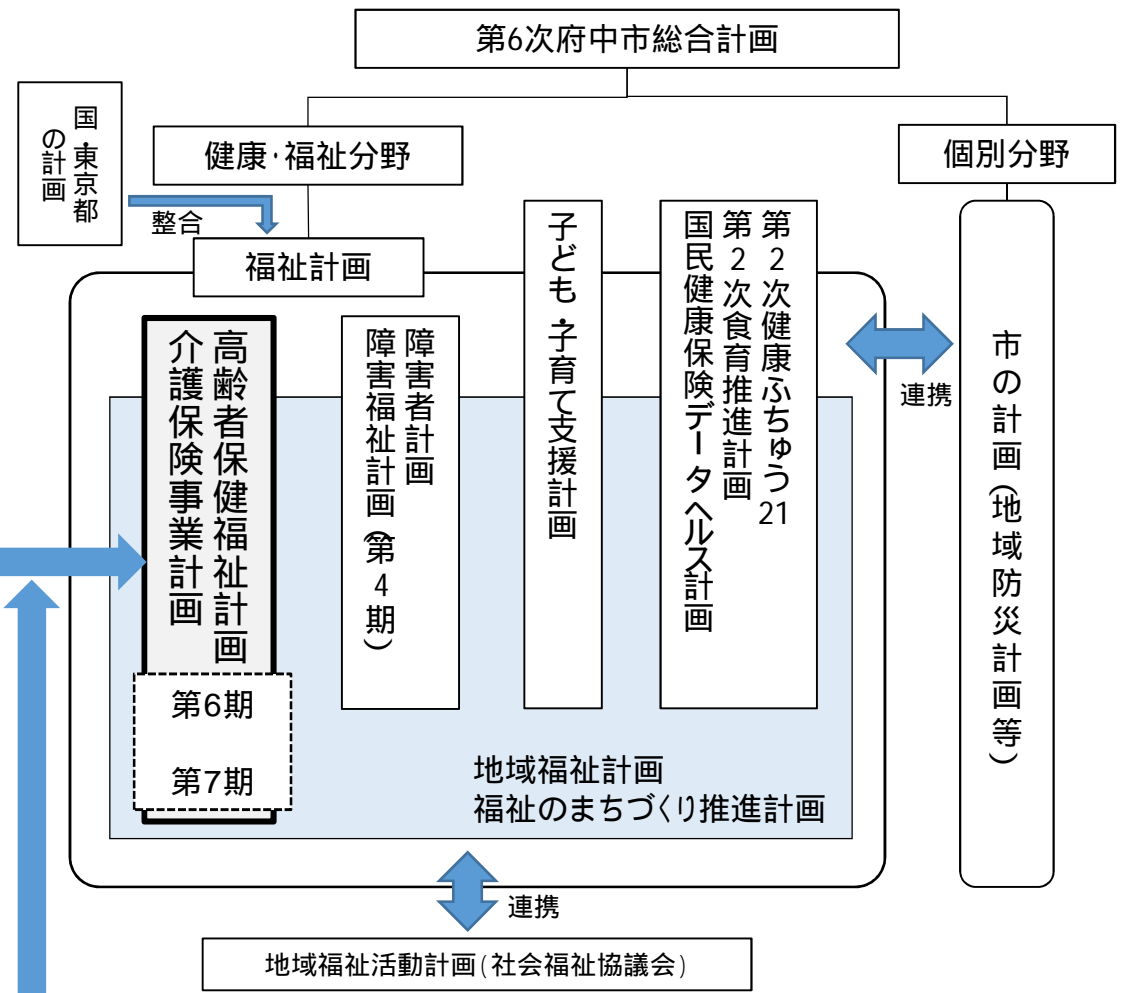 第6次府中市総合計画
国・東京都
の計画
健康・福祉分野
個別分野
整合
福祉計画
高齢者保健福祉計画
介護保険事業計画
第6期
第7期
障害者計画
障害福祉計画(第4期)
子ども・子育て支援計画
第2次健康ふちゅう21
第2次食育推進計画
国民健康保険データヘルス計画
連携
市の計画(地域防災計画等)
地域福祉計画
福祉のまちづくり推進計画
連携
地域福祉活動計画(社会福祉協議会)